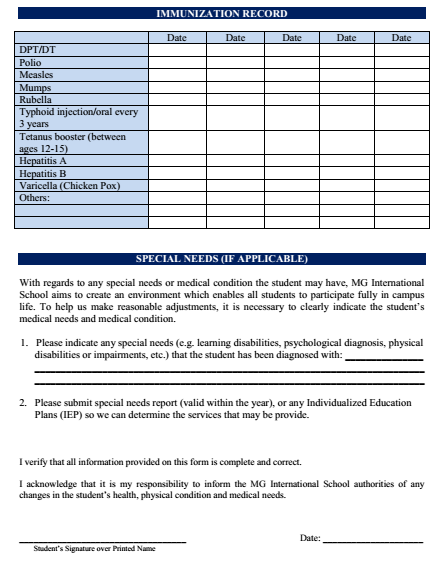 IMMUNIZATION RECORD
Date Date Date Date Date
DPT/DT
Polio
Measles
Mumps
Rubella
Typhoid injection/oral every
3 years
Tetanus booster (between
ages 12-15)
Hepatitis A
Hepatitis B
Varicella (Chicken Pox)
Others:
SPECIAL NEEDS (IF APPLICABLE)
With regards to any special needs or medical condition the student may have, MG International
School aims to create an environment which enables all students to participate fully in campus
life. To help us make reasonable adjustments, it is necessary to clearly indicate the student's
medical needs and medical condition.
1. Please indicate any special needs (e.g. learning disabilities, psychological diagnosis, physical
disabilities or impairments, etc.) that the student has been diagnosed with:
2. Please submit special needs report (valid within the year), or any Individualized Education
Plans (IEP) so we can determine the services that may be provide.
I verify that all information provided on this form is complete and correct.
I acknowledge that it is my responsibility to inform the MG International School authorities of any
changes in the student's health, physical condition and medical needs.
Date:
Student's Signature over Printed Name